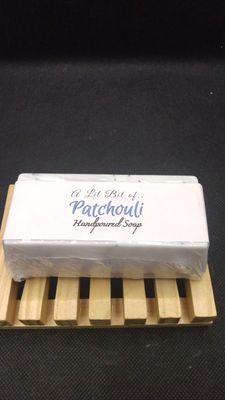 A Lil Bit of..
Patchouli
Handpoured Soap